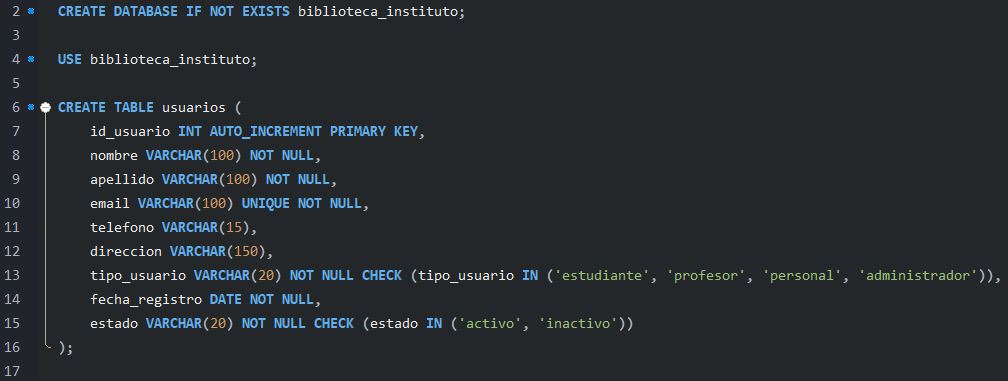 2 CREATE DATABASE IF NOT EXISTS biblioteca_instituto;
3
4 USE biblioteca_instituto;
5
6 CREATE TABLE usuarios (
7 id_usuario INT AUTO_INCREMENT PRIMARY KEY,
8 nombre VARCHAR(100) NOT NULL,
9 apellido VARCHAR(100) NOT NULL,
10 email VARCHAR(100) UNIQUE NOT NULL,
11 telefono VARCHAR(15),
12 direccion VARCHAR(150),
13 tipo_usuario VARCHAR(20) NOT NULL CHECK (tipo_usuario IN ('estudiante', 'profesor', 'personal', 'administrador')),
14 fecha_registro DATE NOT NULL,
15 estado VARCHAR(20) NOT NULL CHECK (estado IN ('activo', 'inactivo'))
16 );
17